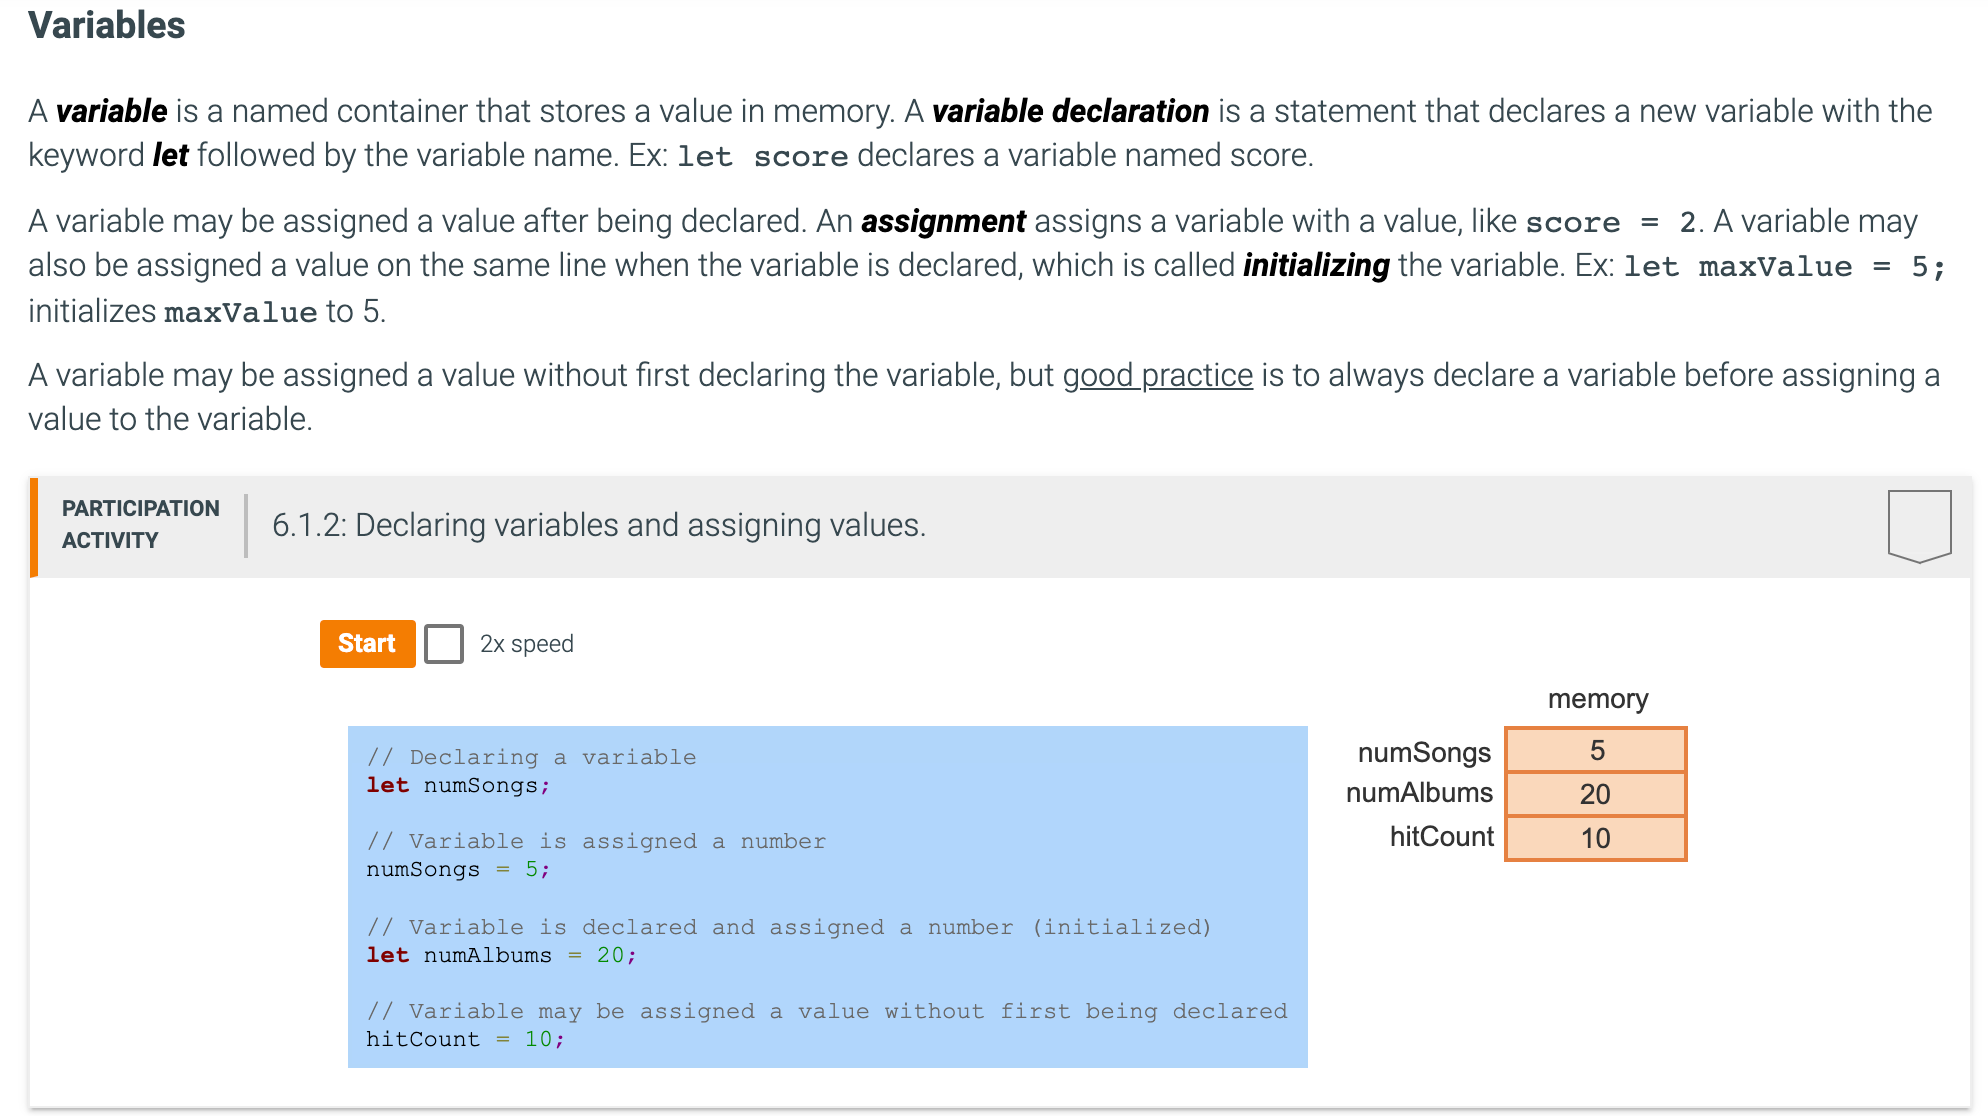 Variables
A variable is a named container that stores a value in memory. A variable declaration is a statement that declares a new variable with the
keyword let followed by the variable name. Ex: let score declares a variable named score.
A variable may be assigned a value after being declared. An assignment assigns a variable with a value, like score = 2. A variable may
also be assigned a value on the same line when the variable is declared, which is called initializing the variable. Ex: let maxValue = 5;
initializes maxValue to 5.
A variable may be assigned a value without first declaring the variable, but good practice is to always declare a variable before assigning a
value to the variable.
PARTICIPATION
ACTIVITY
6.1.2: Declaring variables and assigning values.
Start
2x speed
// Declaring a variable
let numSongs;
// Variable is assigned a number
numSongs = 5;
// Variable is declared and assigned a number (initialized)
let numAlbums = 20;
// Variable may be assigned a value without first being declared
hitCount = 10;
memory
numSongs 5
numAlbums 20
hitCount 10